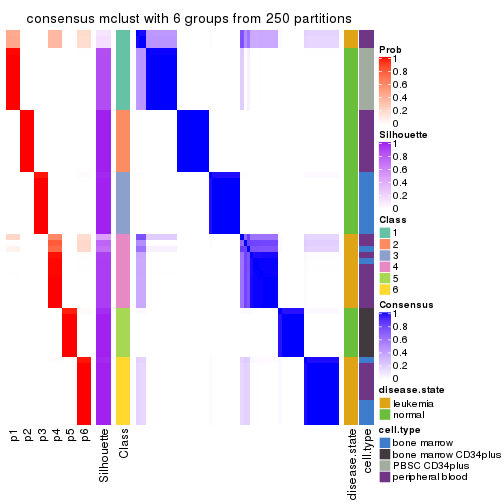 consensus mclust with 6 groups from 250 partitions
Prob
1
0.8
0.6
0.4
0.2
0
Silhouette
1
0.8
0.6
0.4
0.2
0
Class
1
2
3
4
5
6
Consensus
1
0.8
0.6
0.4
0.2
0
disease.state
leukemia
normal
cell.type
bone marrow
bone marrow CD34plus
PBSC CD34plus
peripheral blood
p1
p2
p3
p4
p5
p6
Silhouette
Class
disease.state
cell.type